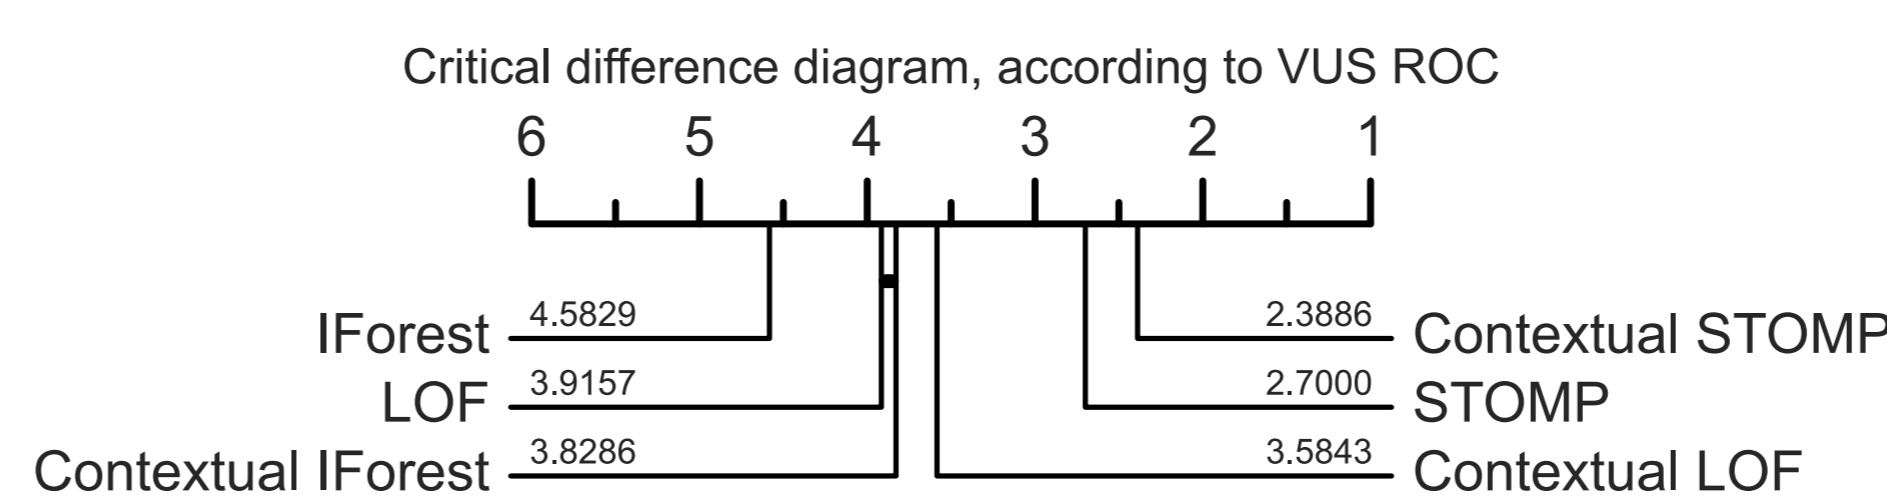 Critical difference diagram, according to VUS ROC
6 5 4 3 2 1
IForest 4.5829 2.3886 Contextual STOMP
LOF 3.9157 2.7000 STOMP
Contextual IForest 3.8286 3.5843 Contextual LOF